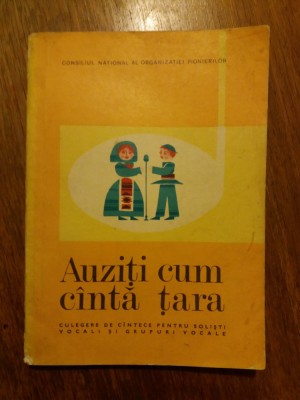 CONSILIUL NAȚIONAL AL ORGANIZAȚIEI PIONIERILOR
Auziți cum
cîntă țara
CULEGERE DE CÎNTECE PENTRU SOLIȘTI
VOCALI ȘI GRUPURI VOCALE